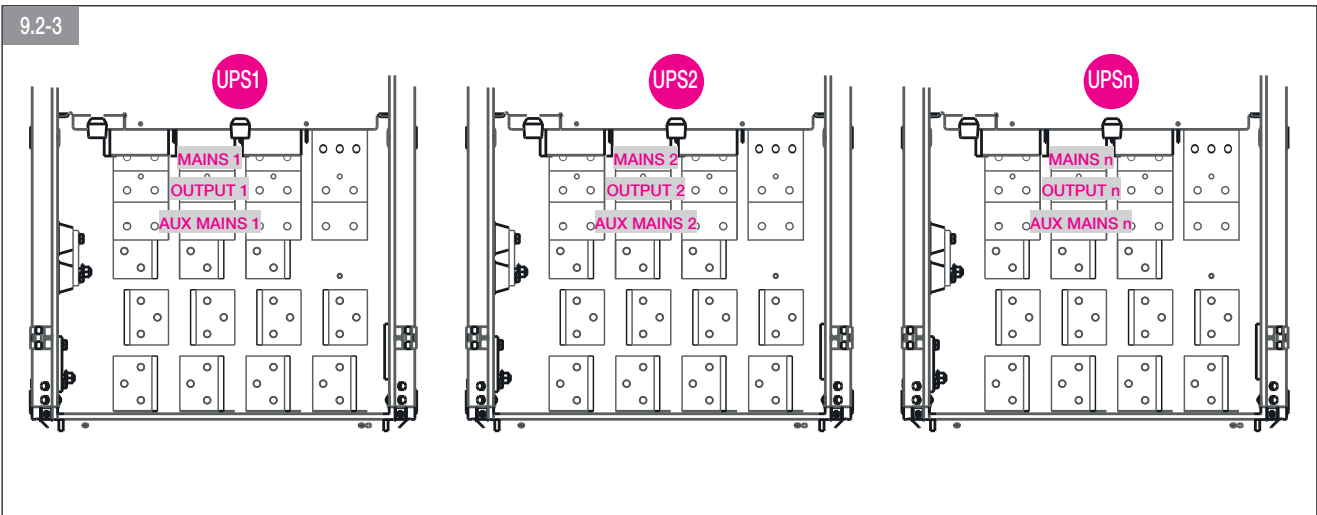 9.2-3
UPS1
MAINS 1
OUTPUT 1
AUX MAINS 1
UPS2
MAINS 2
OUTPUT 2
AUX MAINS 2
UPSn
MAINS n
OUTPUT n
AUX MAINS n